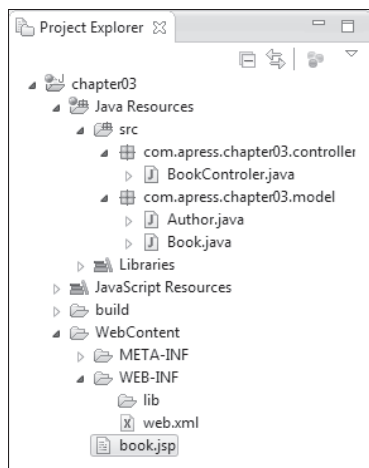 Project Explorer
chapter03
Java Resources
src
com.apress.chapter03.controller
BookControler.java
com.apress.chapter03.model
Author.java
Book.java
Libraries
JavaScript Resources
build
WebContent
META-INF
WEB-INF
lib
web.xml
book.jsp